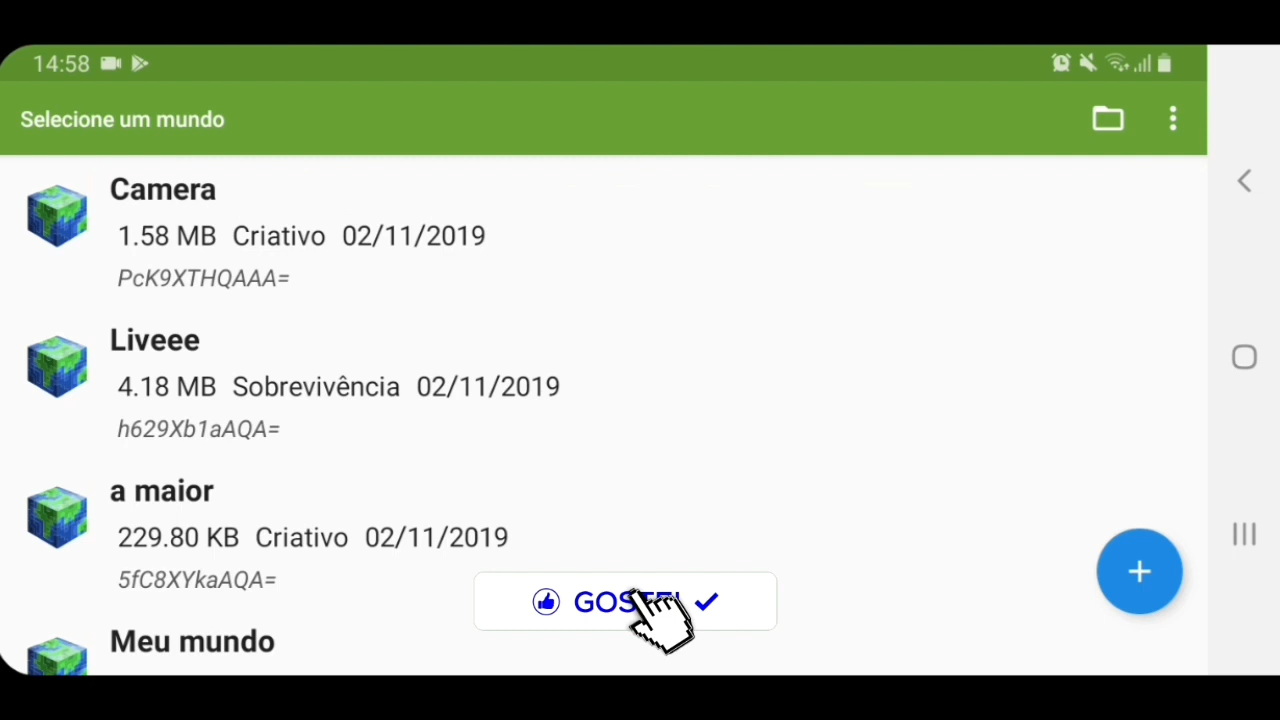 14:58
Selecione um mundo
Camera
1.58 MB Criativo 02/11/2019
PcK9XTHQAAA=
Liveee
4.18 MB Sobrevivência 02/11/2019
h629Xb1aAQA=
a maior
229.80 KB Criativo 02/11/2019
5fC8XYkaAQA=
GOSTEI
Meu mundo